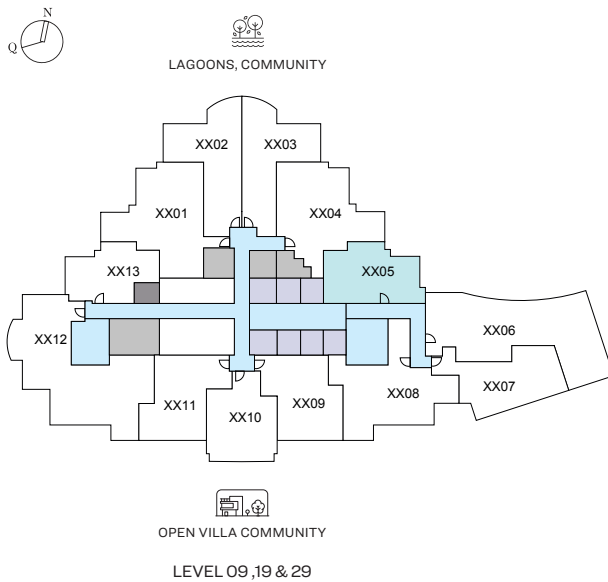 N
Q
LAGOONS, COMMUNITY
XX02 XX03
XX01 XX04
XX13 XX05
XX12 XX06
XX11 XX10 XX09 XX08 XX07
OPEN VILLA COMMUNITY
LEVEL 09 ,19 & 29